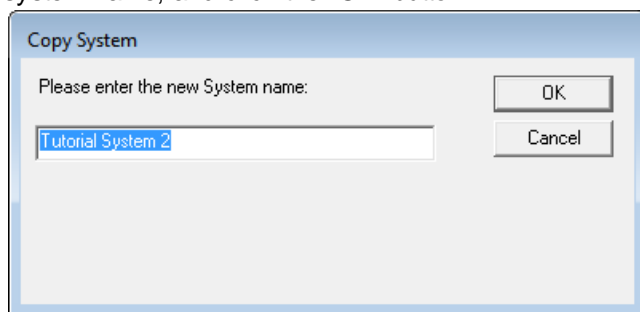 Copy System
Please enter the new System name:
OK
Tutorial System 2
Cancel